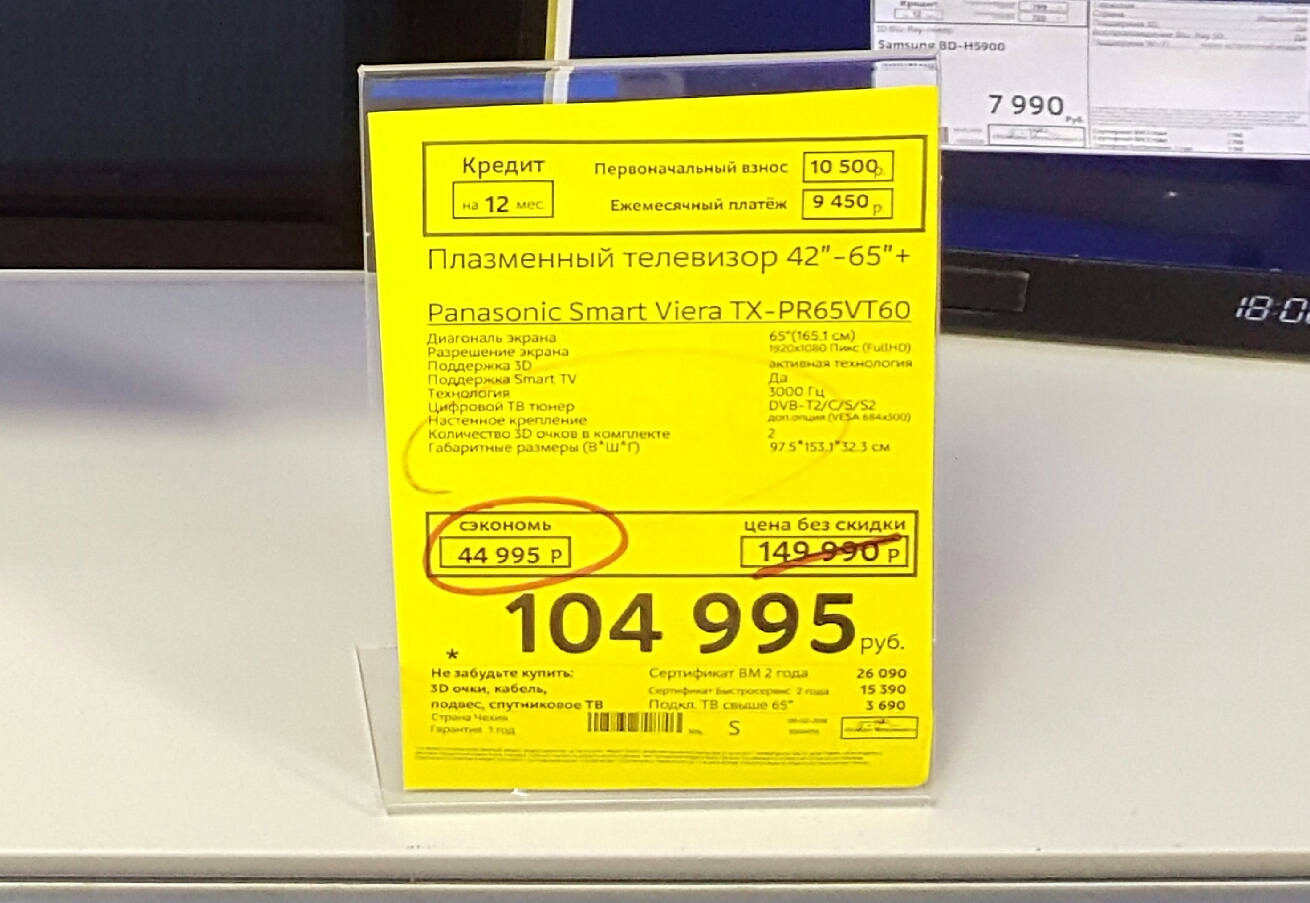 Кредит
на 12 мес.
Первоначальный взнос 10 500р.
Ежемесячный платёж 9 450 р.
Плазменный телевизор 42"-65"+
Panasonic Smart Viera TX-PR65VT60
Диагональ экрана 65"(165.1 см)
Разрешение экрана 1920x1080 Пикс (FullHD)
Поддержка 3D активная технология
Поддержка Smart TV Да
Технология 3000 Гц
Цифровой ТВ тюнер DVB-T2/C/S/S2
Настенное крепление доп.опция (VESA 684x300)
Количество 3D очков в комплекте 2
Габаритные размеры (В*Ш*Г) 97.5*153.1*32.3 см
сэкономь цена без скидки
44 995 р 149 990 р
104 995 руб.
*
Не забудьте купить: Сертификат ВМ 2 года 26 090
3D очки, кабель, Сертификат Быстросервис 2 года 15 390
подвес, спутниковое ТВ Подкл. ТВ свыше 65" 3 690
Страна Чехия
Гарантия 1 год
S
Samsung BD-H5900
7 990 Руб.
18:0